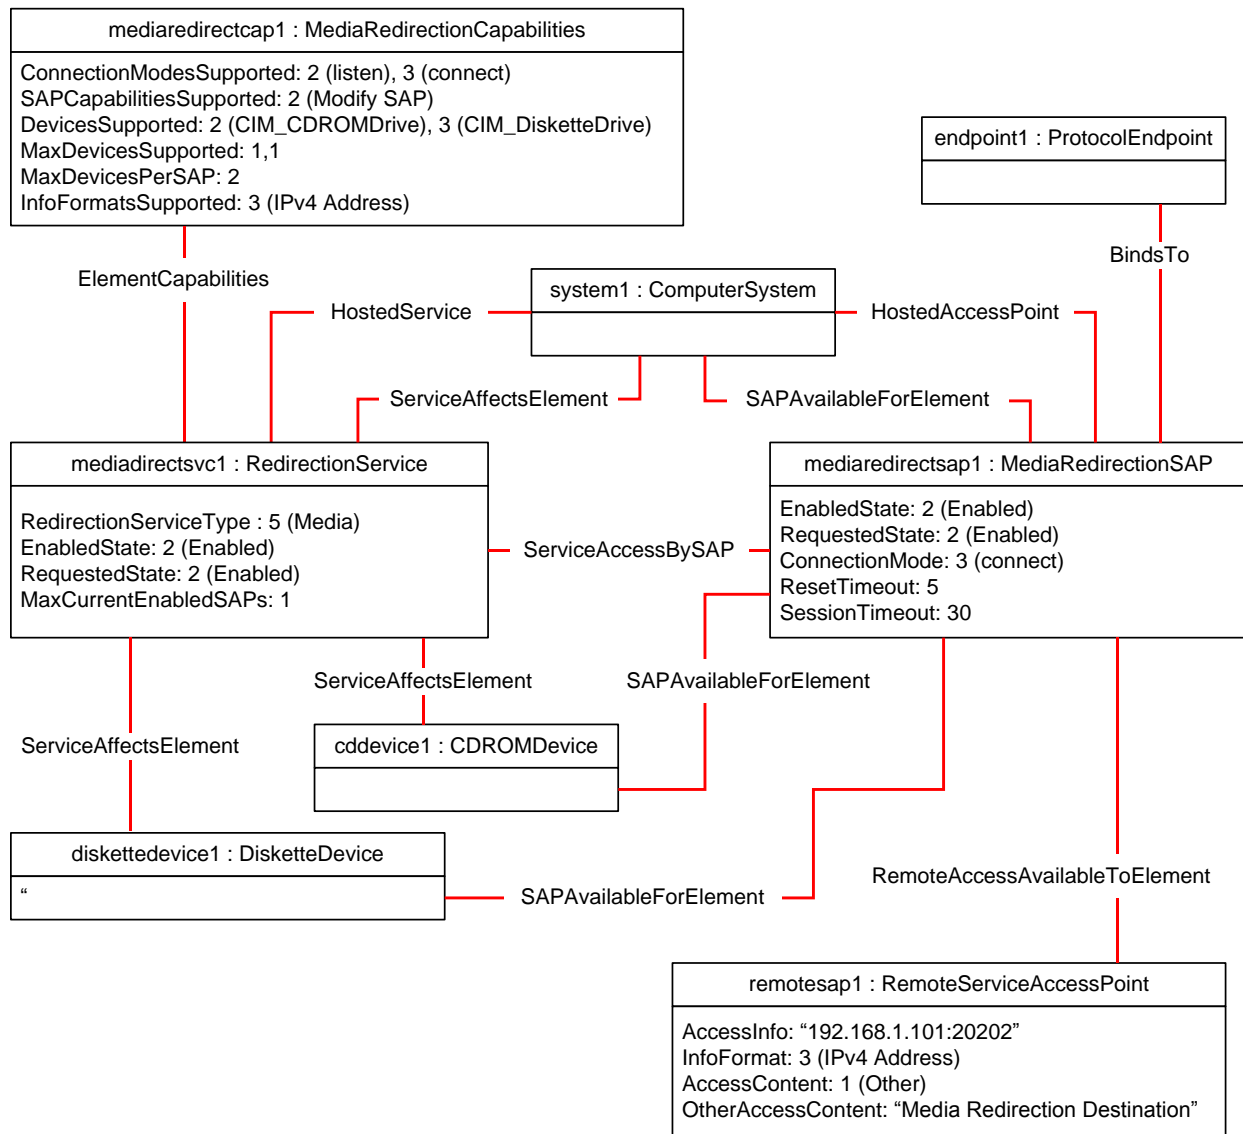 mediaredirectcap1 : MediaRedirectionCapabilities
ConnectionModesSupported: 2 (listen), 3 (connect)
SAPCapabilitiesSupported: 2 (Modify SAP)
DevicesSupported: 2 (CIM_CDROMDrive), 3 (CIM_DisketteDrive)
MaxDevicesSupported: 1,1
MaxDevicesPerSAP: 2
InfoFormatsSupported: 3 (IPv4 Address)
endpoint1 : ProtocolEndpoint
BindsTo
ElementCapabilities
system1 : ComputerSystem
HostedService
HostedAccessPoint
ServiceAffectsElement
SAPAvailableForElement
mediadirectsvc1 : RedirectionService
RedirectionServiceType : 5 (Media)
EnabledState: 2 (Enabled)
RequestedState: 2 (Enabled)
MaxCurrentEnabledSAPs: 1
ServiceAccessBySAP
mediaredirectsap1 : MediaRedirectionSAP
EnabledState: 2 (Enabled)
RequestedState: 2 (Enabled)
ConnectionMode: 3 (connect)
ResetTimeout: 5
SessionTimeout: 30
ServiceAffectsElement
SAPAvailableForElement
ServiceAffectsElement
cddevice1 : CDROMDevice
diskettedevice1 : DisketteDevice
“
SAPAvailableForElement
RemoteAccessAvailableToElement
remotesap1 : RemoteServiceAccessPoint
AccessInfo: “192.168.1.101:20202”
InfoFormat: 3 (IPv4 Address)
AccessContent: 1 (Other)
OtherAccessContent: “Media Redirection Destination”